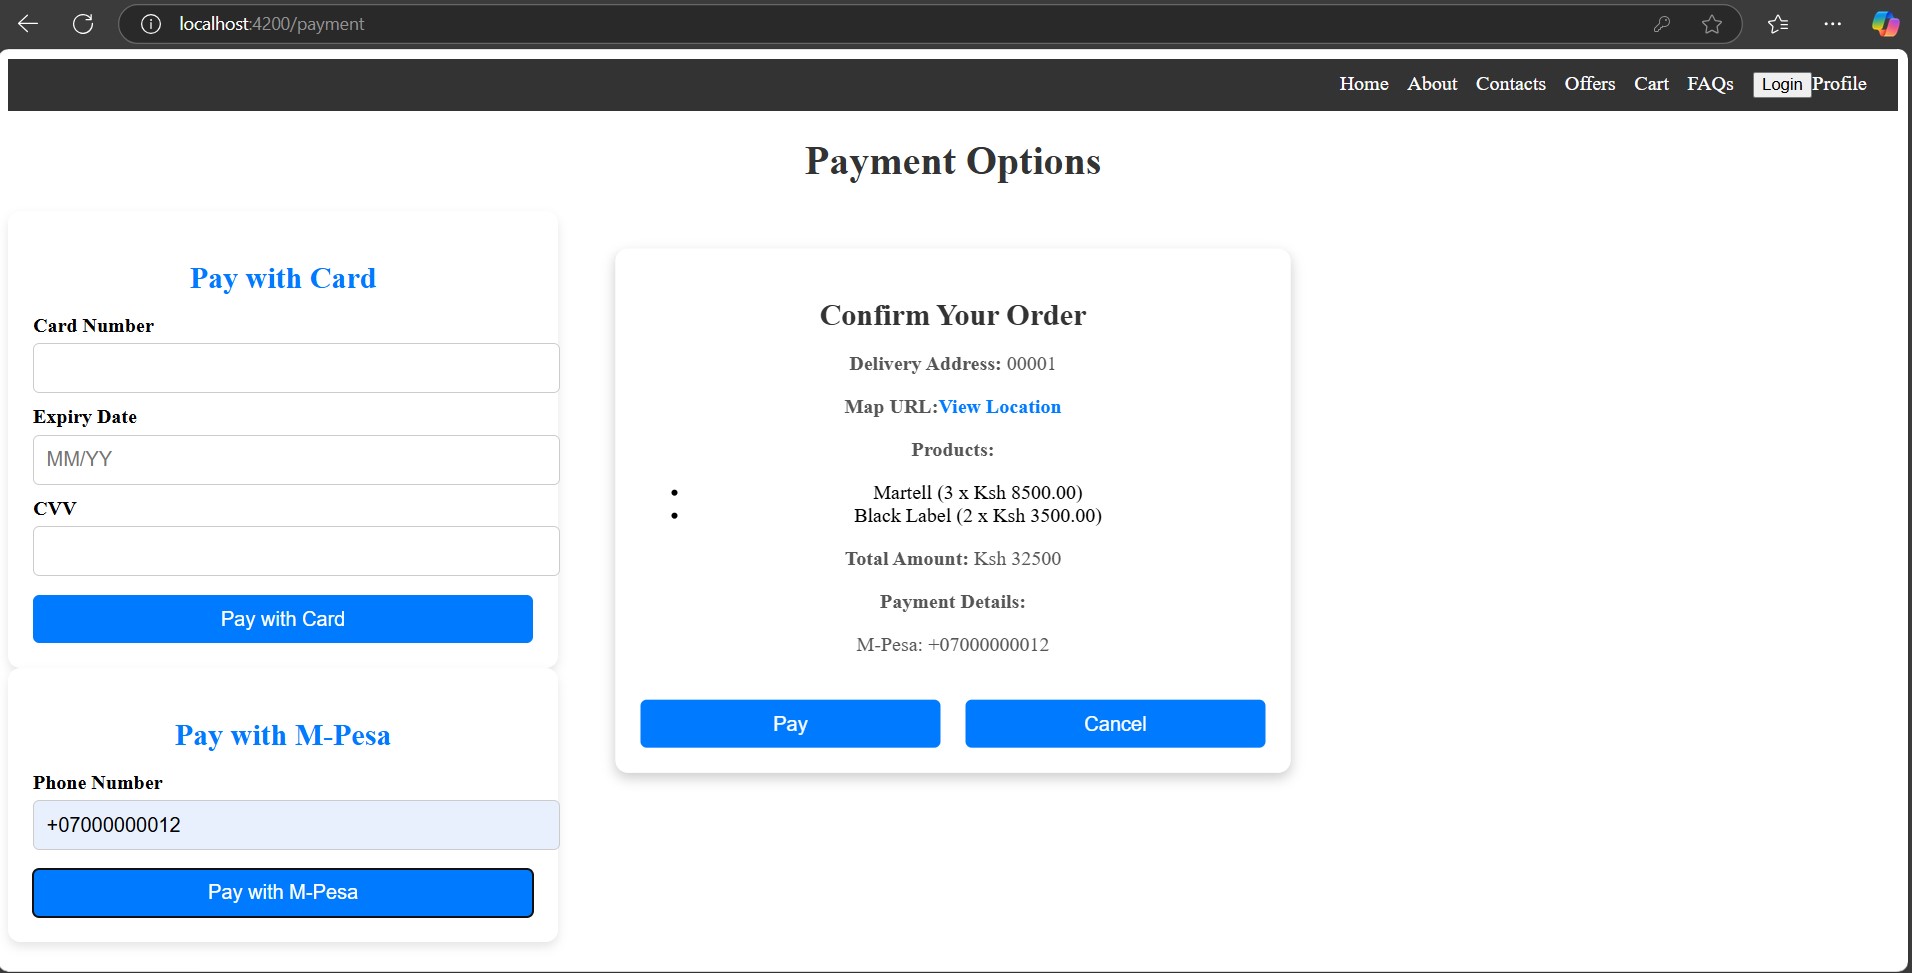 localhost:4200/payment
Home About Contacts Offers Cart FAQs Login Profile
Payment Options
Pay with Card
Card Number
Expiry Date
MM/YY
CVV
Pay with Card
Pay with M-Pesa
Phone Number
+07000000012
Pay with M-Pesa
Confirm Your Order
Delivery Address: 00001
Map URL:View Location
Products:
• Martell (3 x Ksh 8500.00)
• Black Label (2 x Ksh 3500.00)
Total Amount: Ksh 32500
Payment Details:
M-Pesa: +07000000012
Pay Cancel